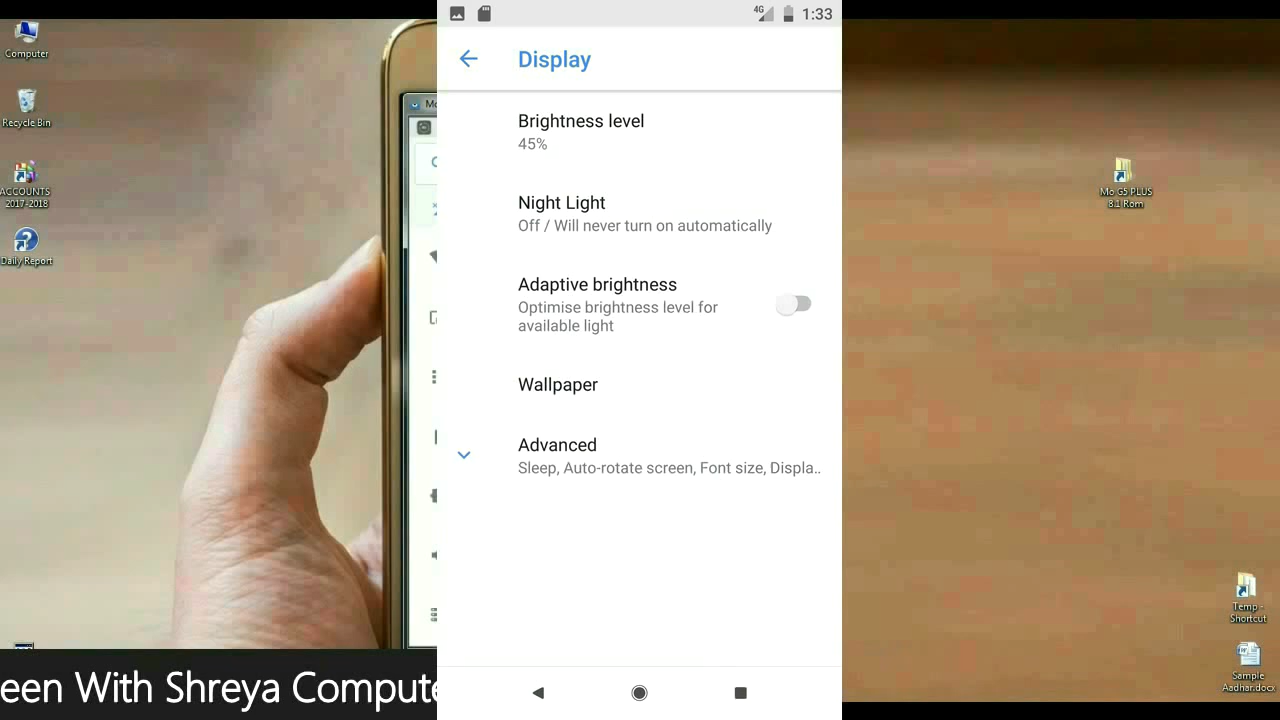 Computer
Recycle Bin
ACCOUNTS
2017-2018
Daily Report
Mo
4G
1:33
Display
Brightness level
45%
Night Light
Off / Will never turn on automatically
Adaptive brightness
Optimise brightness level for
available light
Wallpaper
Advanced
Sleep, Auto-rotate screen, Font size, Displa..
Mo G5 PLUS
8.1 Rom
Temp -
Shortcut
Sample
Aadhar.docx
een With Shreya Compute